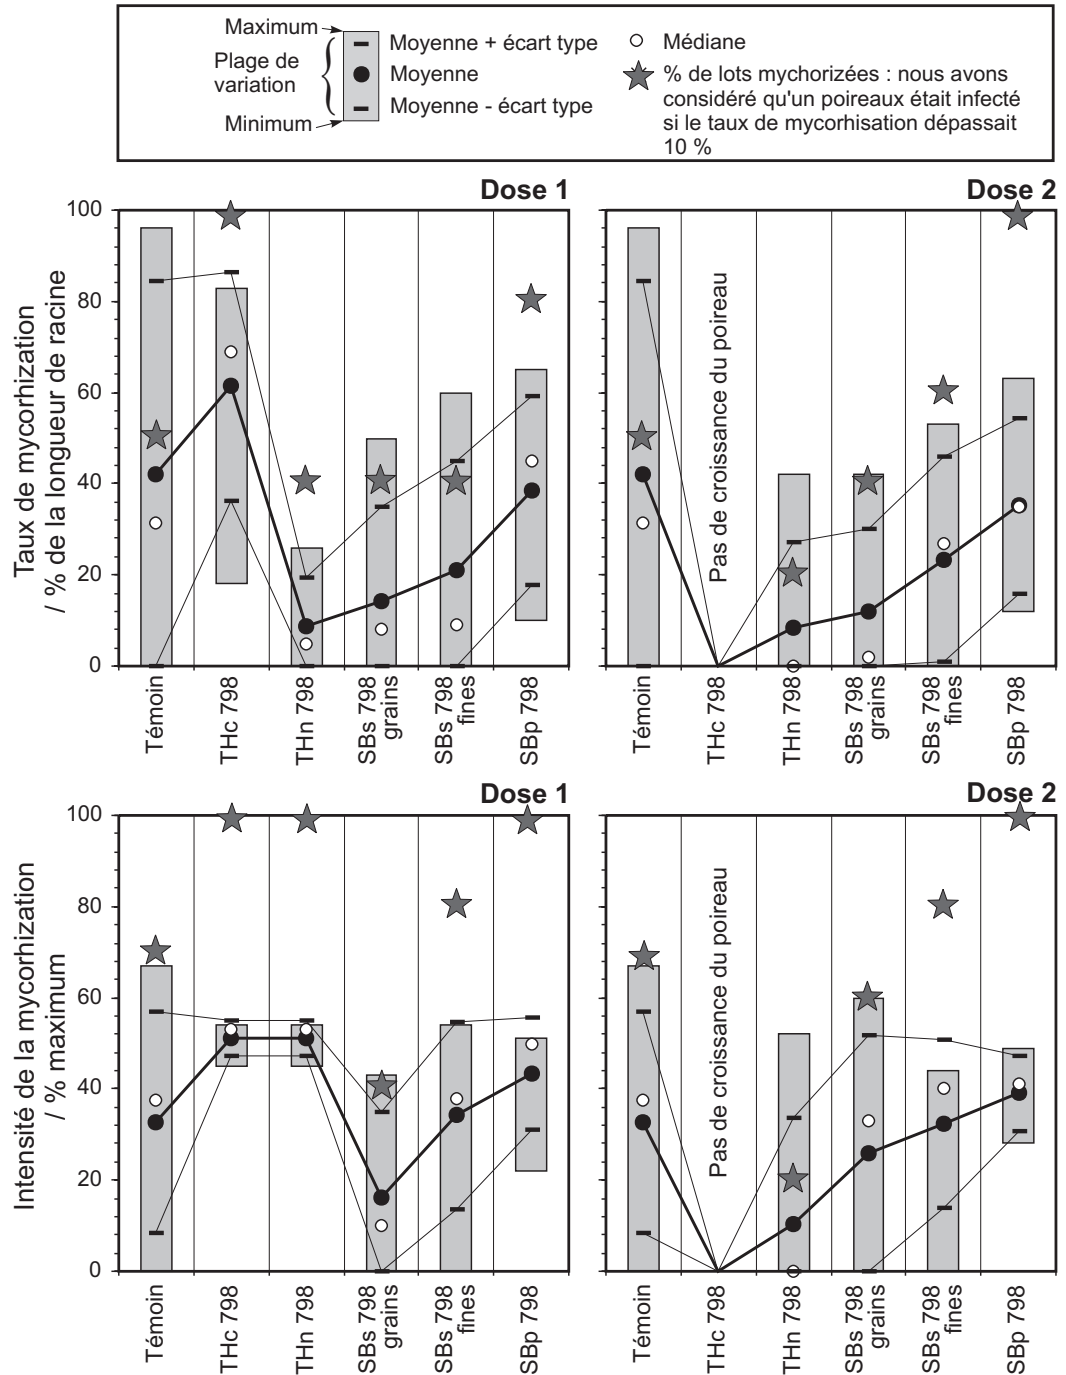 Maximum
Plage de
variation
Minimum
Moyenne + écart type
Moyenne
Moyenne - écart type
Médiane
% de lots mychorizées : nous avons
considéré qu'un poireaux était infecté
si le taux de mycorhisation dépassait
10 %
Dose 1
Dose 2
Taux de mycorhization
/ % de la longueur de racine
100
80
60
40
20
0
Pas de croissance du poireau
Témoin
THc 798
THn 798
SBs 798
grains
SBs 798
fines
SBp 798
Témoin
THc 798
THn 798
SBs 798
grains
SBs 798
fines
SBp 798
Dose 1
Dose 2
Intensité de la mycorhization
/ % maximum
100
80
60
40
20
0
Pas de croissance du poireau
Témoin
THc 798
THn 798
SBs 798
grains
SBs 798
fines
SBp 798
Témoin
THc 798
THn 798
SBs 798
grains
SBs 798
fines
SBp 798